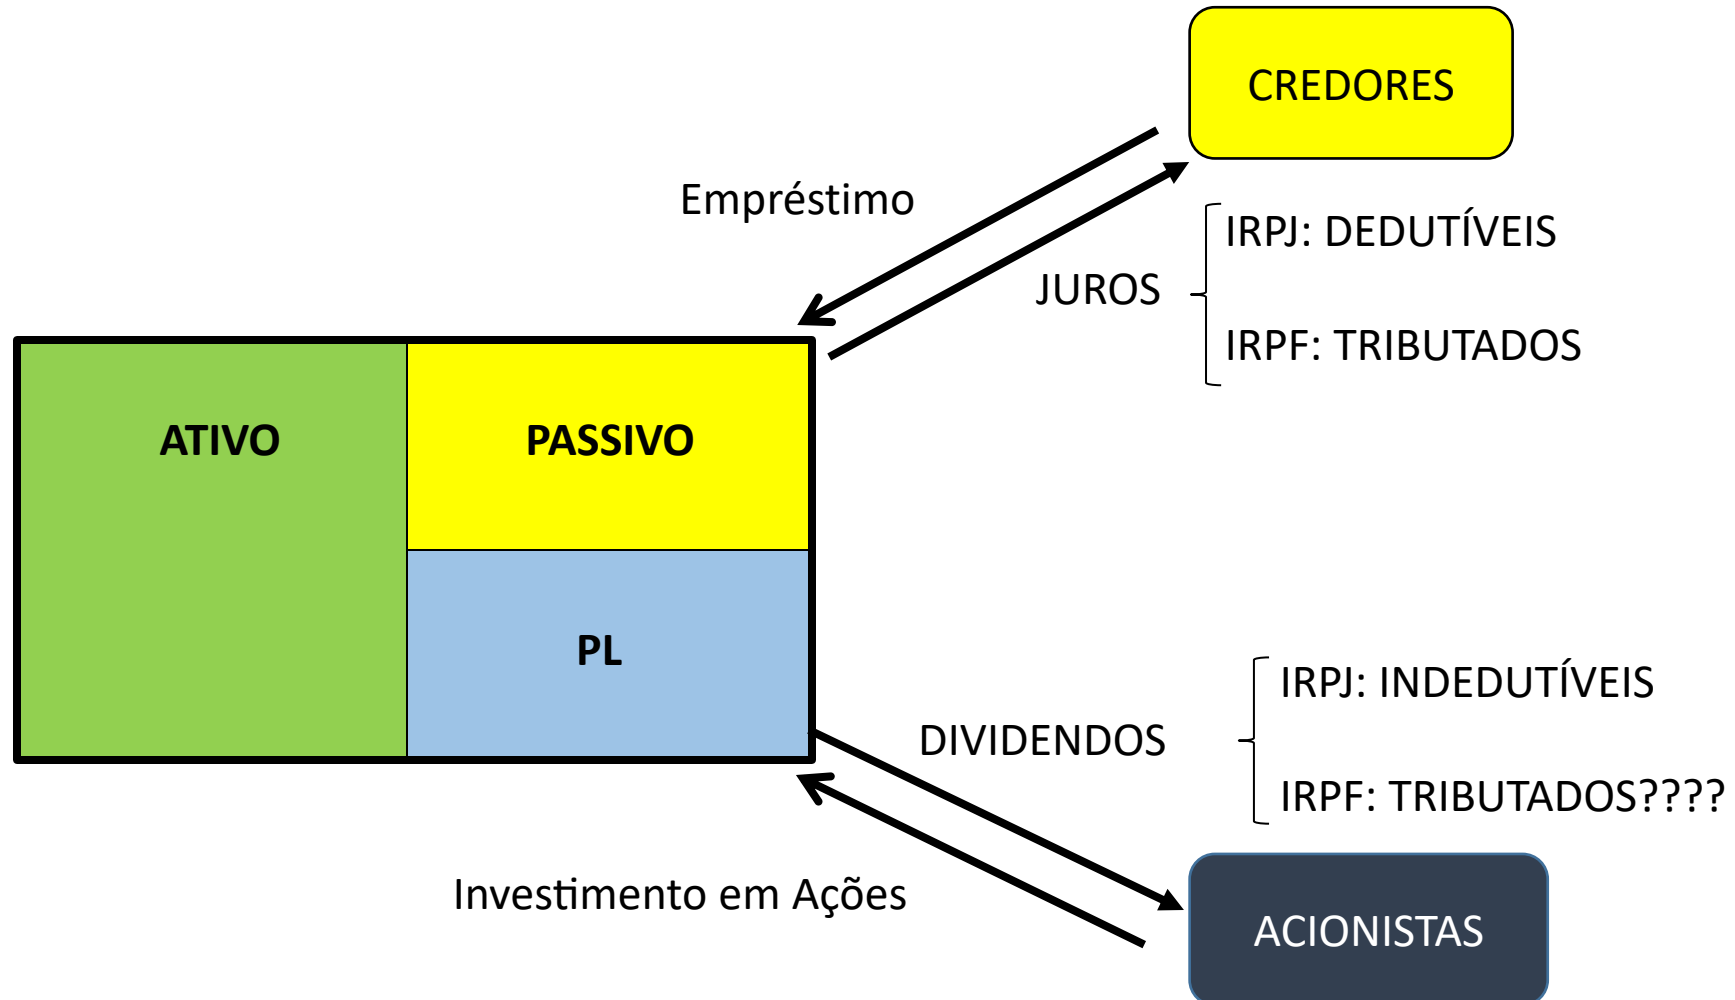 CREDORES
Empréstimo
IRPJ: DEDUTÍVEIS
JUROS
IRPF: TRIBUTADOS
ATIVO
PASSIVO
PL
IRPJ: INDEDUTÍVEIS
DIVIDENDOS
IRPF: TRIBUTADOS????
Investimento em Ações
ACIONISTAS